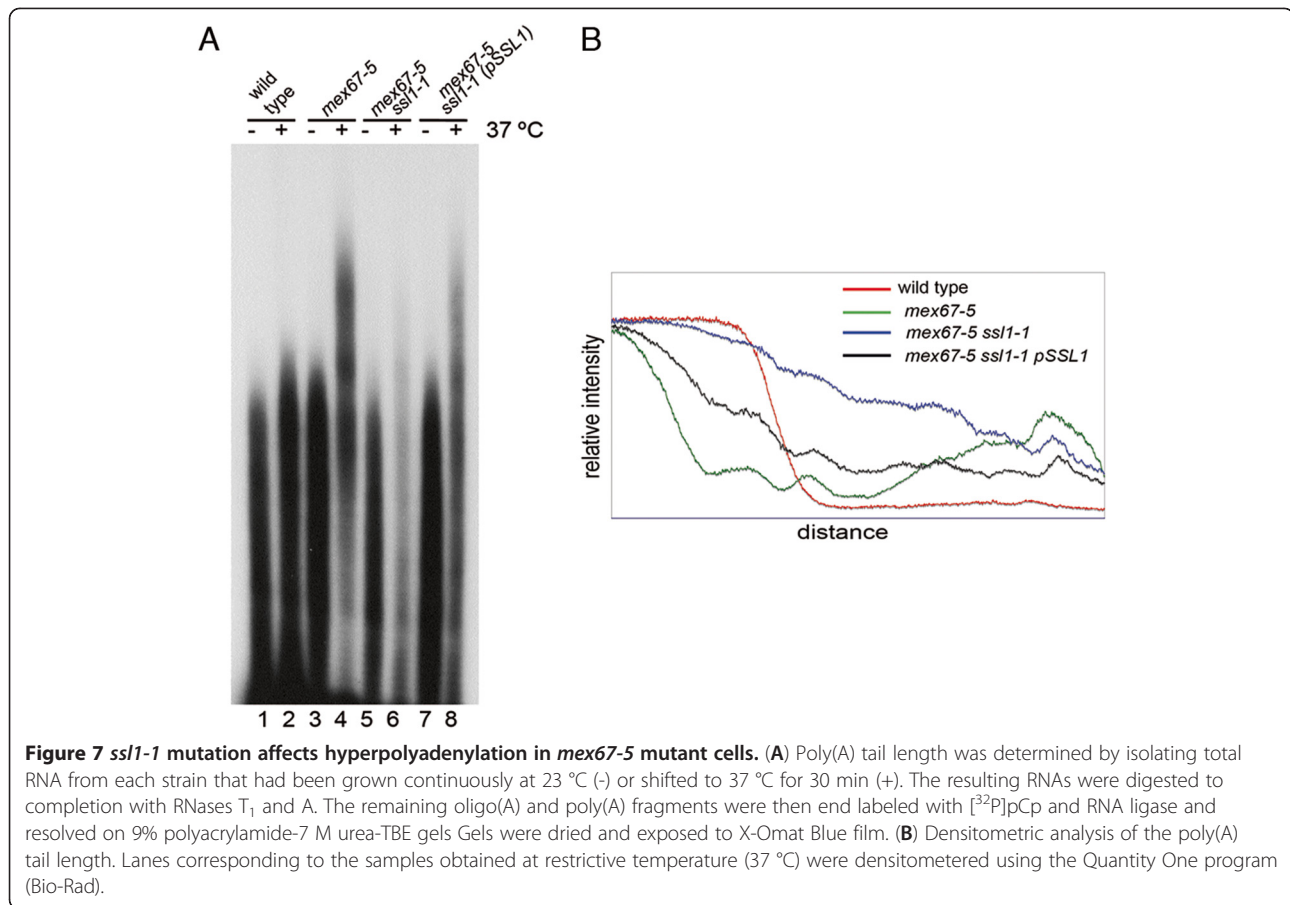 A
B
wild type
mex67-5
mex67-5 ssl1-1
mex67-5 ssl1-1 (pSSL1)
- + - + - + - + 37 ºC
1 2 3 4 5 6 7 8
wild type
mex67-5
mex67-5 ssl1-1
mex67-5 ssl1-1 pSSL1
relative intensity
distance
Figure 7 ssl1-1 mutation affects hyperpolyadenylation in mex67-5 mutant cells. (A) Poly(A) tail length was determined by isolating total
RNA from each strain that had been grown continuously at 23 °C (-) or shifted to 37 °C for 30 min (+). The resulting RNAs were digested to
completion with RNases T₁ and A. The remaining oligo(A) and poly(A) fragments were then end labeled with [³²P]pCp and RNA ligase and
resolved on 9% polyacrylamide-7 M urea-TBE gels Gels were dried and exposed to X-Omat Blue film. (B) Densitometric analysis of the poly(A)
tail length. Lanes corresponding to the samples obtained at restrictive temperature (37 °C) were densitometered using the Quantity One program
(Bio-Rad).